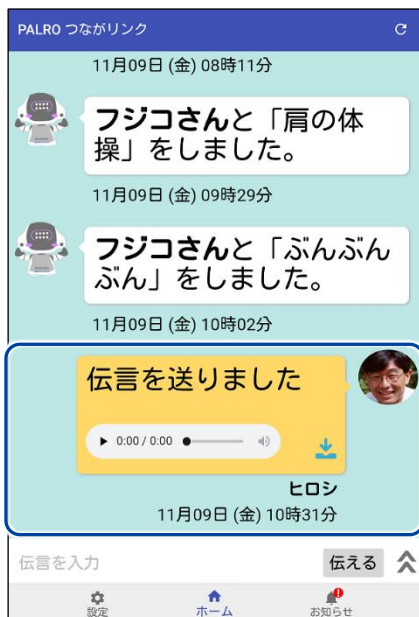 PALRO つながリンク
11月09日 (金) 08時11分
フジコさんと「肩の体
操」をしました。
11月09日 (金) 09時29分
フジコさんと「ぶんぶん
ぶん」をしました。
11月09日 (金) 10時02分
伝言を送りました
0:00 / 0:00
ヒロシ
11月09日 (金) 10時31分
伝言を入力 伝える
設定 ホーム お知らせ